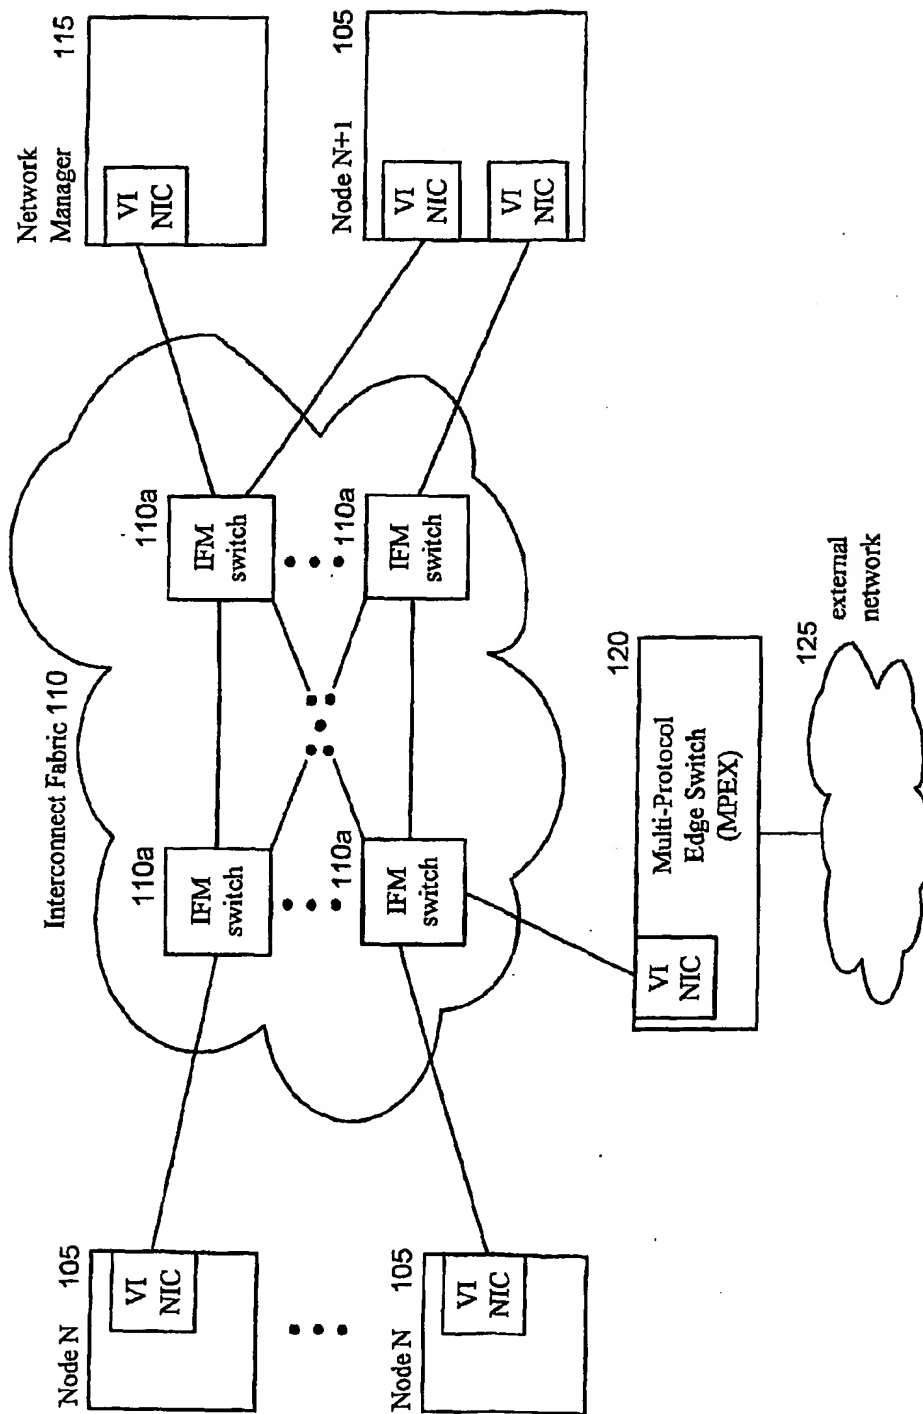 Network
Manager
115
VI
NIC
Node N+1
105
VI
NIC
VI
NIC
Interconnect Fabric 110
110a
IFM
switch
110a
IFM
switch
110a
IFM
switch
110a
IFM
switch
Node N
105
VI
NIC
Node N
105
VI
NIC
120
VI
NIC
Multi-Protocol
Edge Switch
(MPEX)
125
external
network